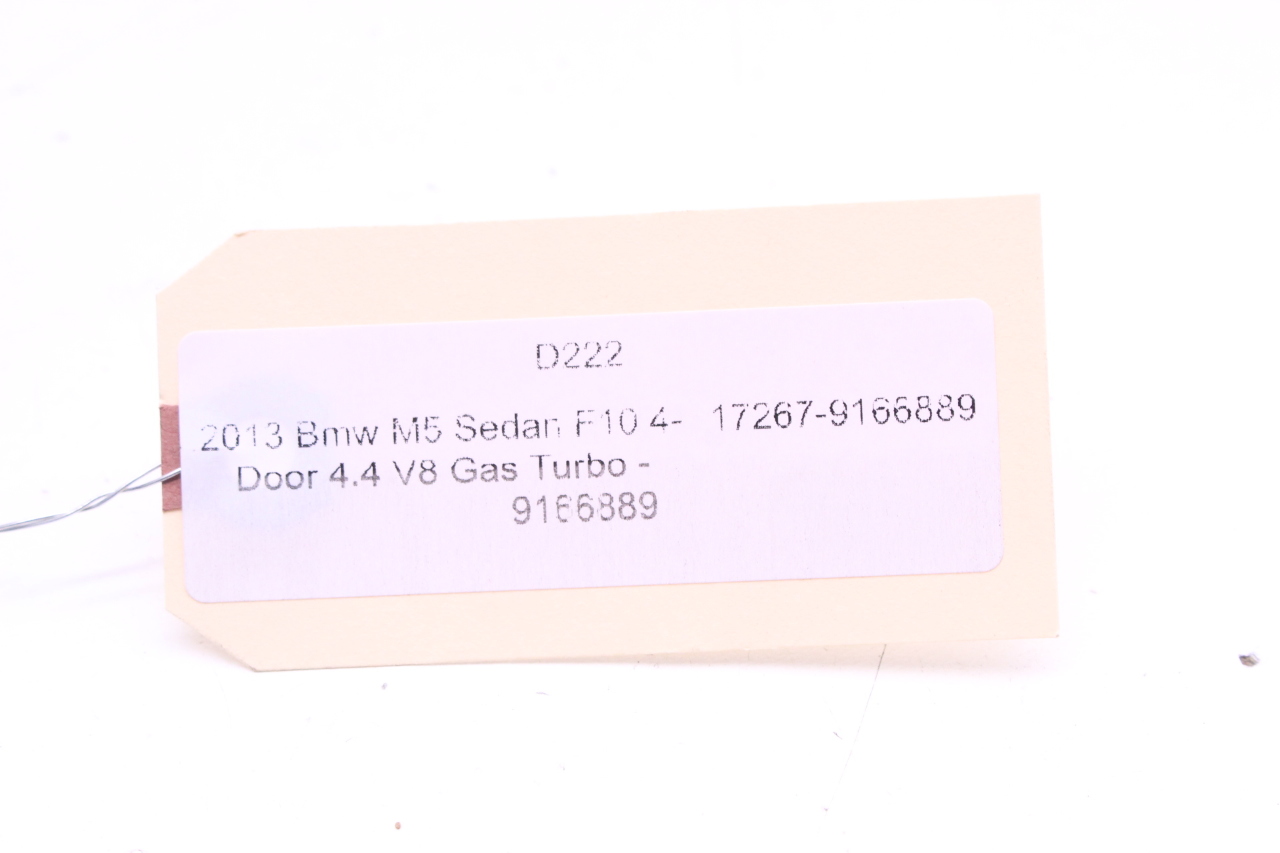 D222
2013 Bmw M5 Sedan F10 4- 17267-9166889
Door 4.4 V8 Gas Turbo -
9166889